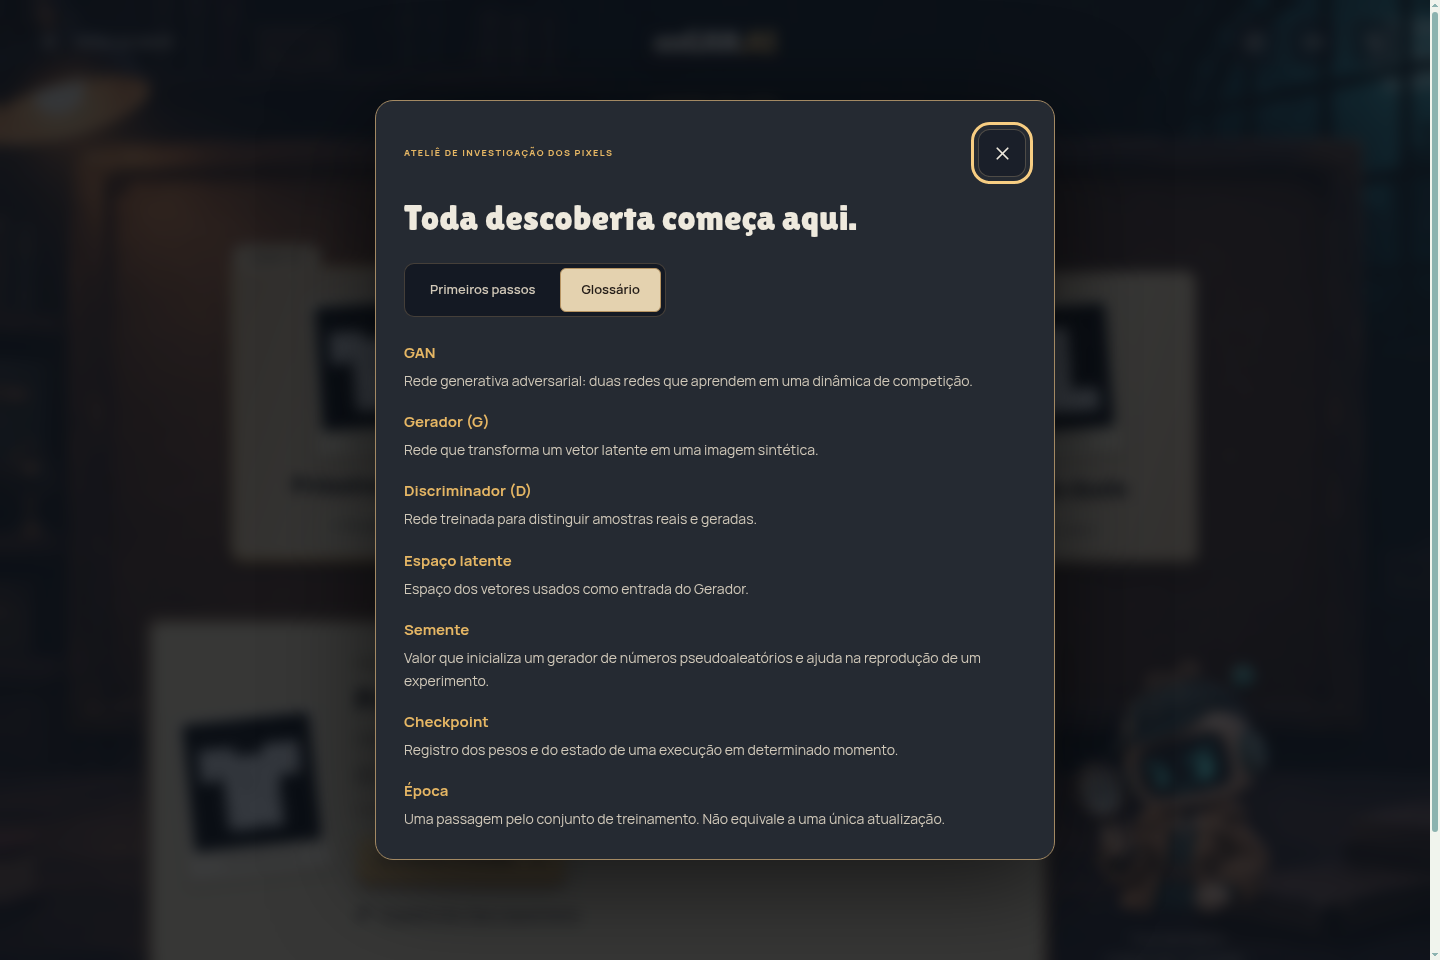 ATELIÊ DE INVESTIGAÇÃO DOS PIXELS
Toda descoberta começa aqui.
Primeiros passos
Glossário
GAN
Rede generativa adversarial: duas redes que aprendem em uma dinâmica de competição.
Gerador (G)
Rede que transforma um vetor latente em uma imagem sintética.
Discriminador (D)
Rede treinada para distinguir amostras reais e geradas.
Espaço latente
Espaço dos vetores usados como entrada do Gerador.
Semente
Valor que inicializa um gerador de números pseudoaleatórios e ajuda na reprodução de um
experimento.
Checkpoint
Registro dos pesos e do estado de uma execução em determinado momento.
Época
Uma passagem pelo conjunto de treinamento. Não equivale a uma única atualização.